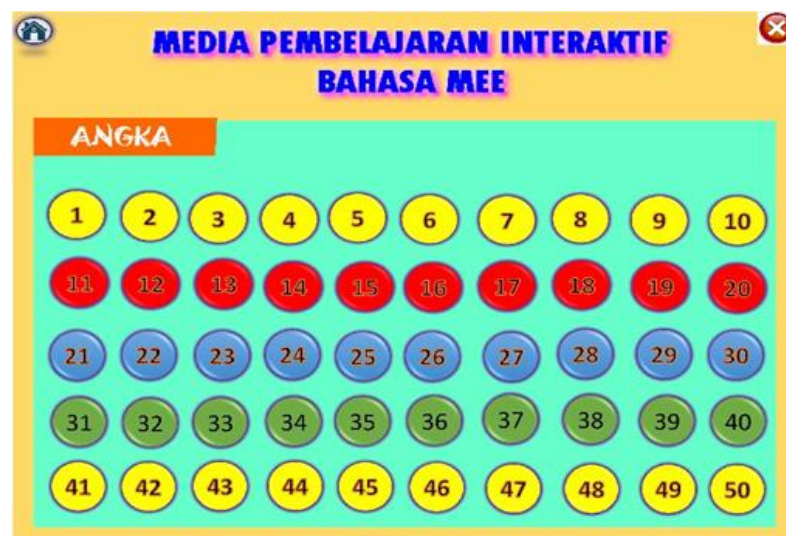 MEDIA PEMBELAJARAN INTERAKTIF
BAHASA MEE
ANGKA
1 2 3 4 5 6 7 8 9 10
11 12 13 14 15 16 17 18 19 20
21 22 23 24 25 26 27 28 29 30
31 32 33 34 35 36 37 38 39 40
41 42 43 44 45 46 47 48 49 50